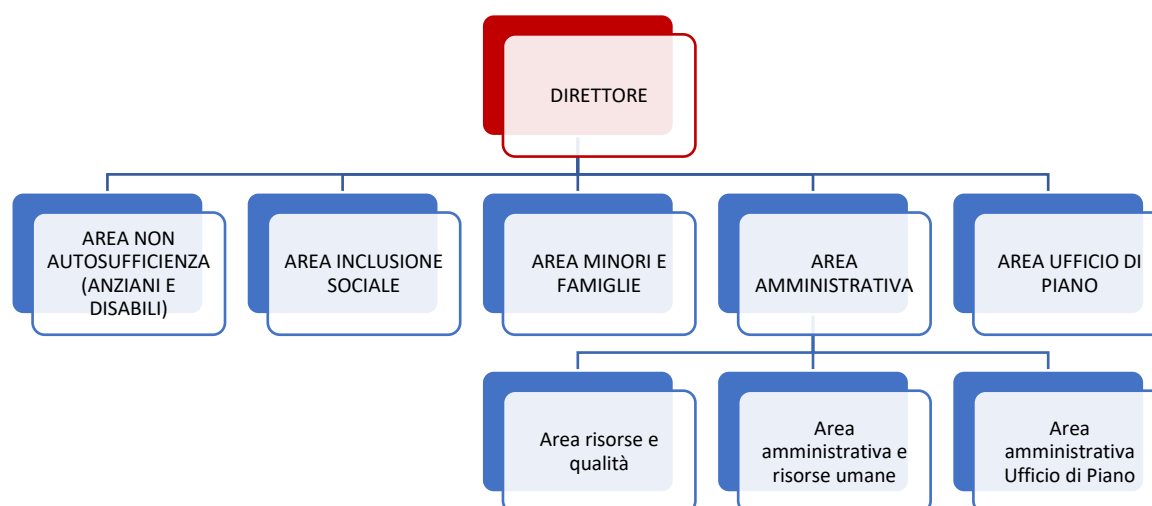 DIRETTORE
AREA NON
AUTOSUFFICIENZA
(ANZIANI E
DISABILI)
AREA INCLUSIONE
SOCIALE
AREA MINORI E
FAMIGLIE
AREA
AMMINISTRATIVA
AREA UFFICIO DI
PIANO
Area risorse e
qualità
Area
amministrativa e
risorse umane
Area
amministrativa
Ufficio di Piano